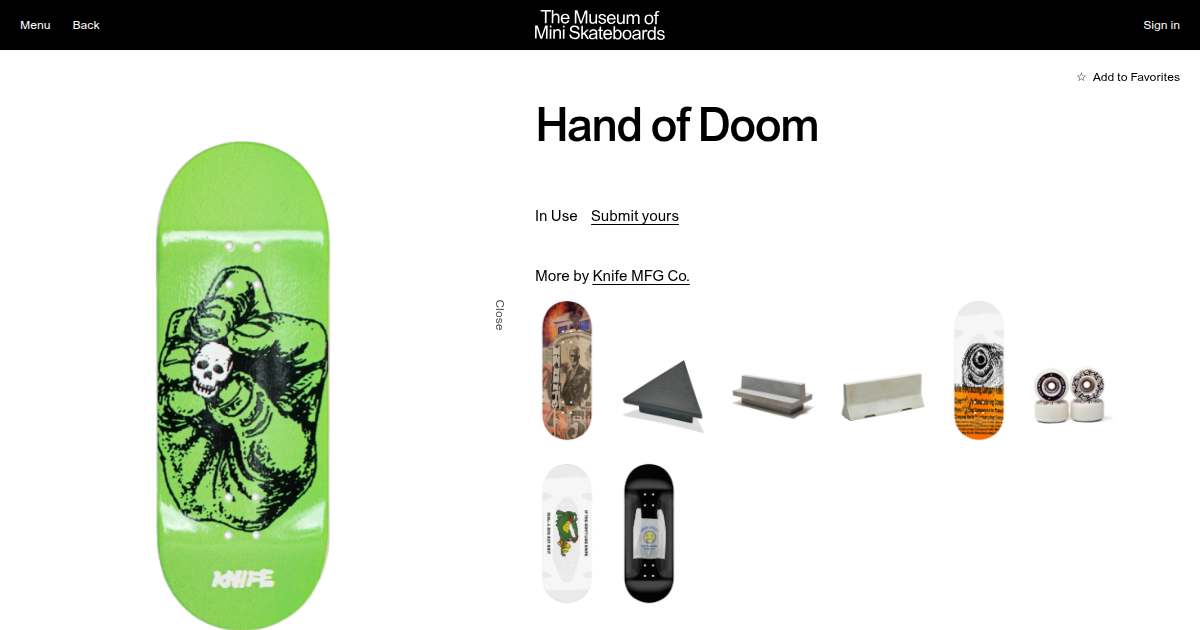 Menu
Back
The Museum of
Mini Skateboards
Sign in
☆ Add to Favorites
Hand of Doom
In Use Submit yours
More by Knife MFG Co.
Close
KNIFE